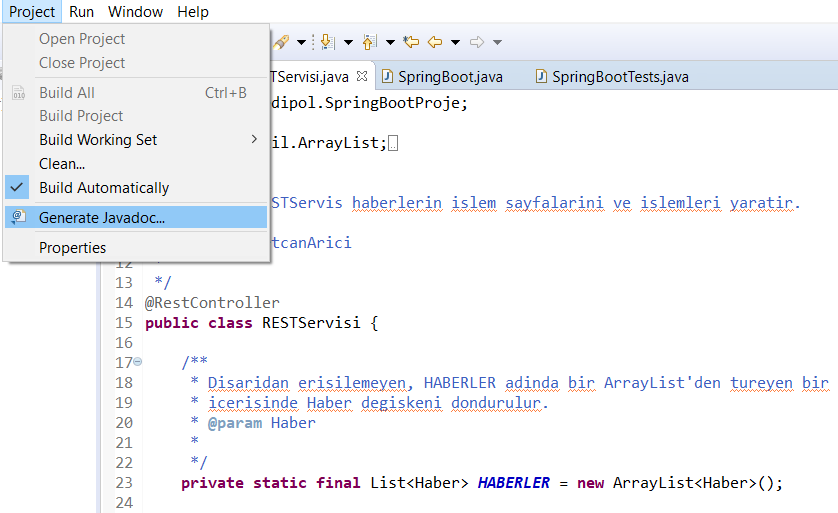 Project Run Window Help
Open Project
Close Project
Build All Ctrl+B
Build Project
Build Working Set
Clean...
Build Automatically
Generate Javadoc...
Properties
TServisi.java SpringBoot.java SpringBootTests.java
dipol.SpringBootProje;
il.ArrayList;
STServis haberlerin islem sayfalarini ve islemleri yaratir.
tcanArici
12
13 */
14 @RestController
15 public class RESTServisi {
16
17 /**
18 * Disaridan erisilemeyen, HABERLER adinda bir ArrayList'den tureyen bir
19 * icerisinde Haber degiskeni dondurulur.
20 * @param Haber
21 *
22 */
23 private static final List<Haber> HABERLER = new ArrayList<Haber>();
24